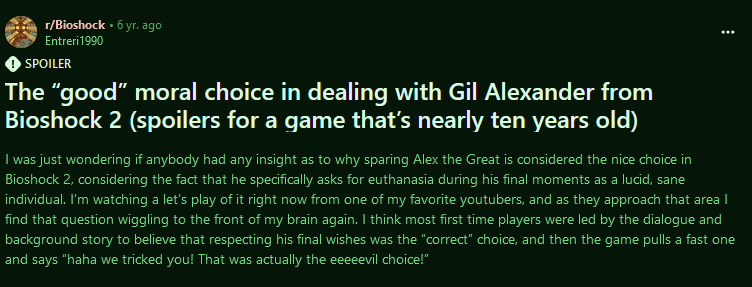 r/Bioshock • 6 yr. ago
Entreri1990
SPOILER
The “good” moral choice in dealing with Gil Alexander from
Bioshock 2 (spoilers for a game that’s nearly ten years old)
I was just wondering if anybody had any insight as to why sparing Alex the Great is considered the nice choice in
Bioshock 2, considering the fact that he specifically asks for euthanasia during his final moments as a lucid, sane
individual. I'm watching a let’s play of it right now from one of my favorite youtubers, and as they approach that area I
find that question wiggling to the front of my brain again. I think most first time players were led by the dialogue and
background story to believe that respecting his final wishes was the “correct” choice, and then the game pulls a fast one
and says “haha we tricked you! That was actually the eeeeevil choice!”